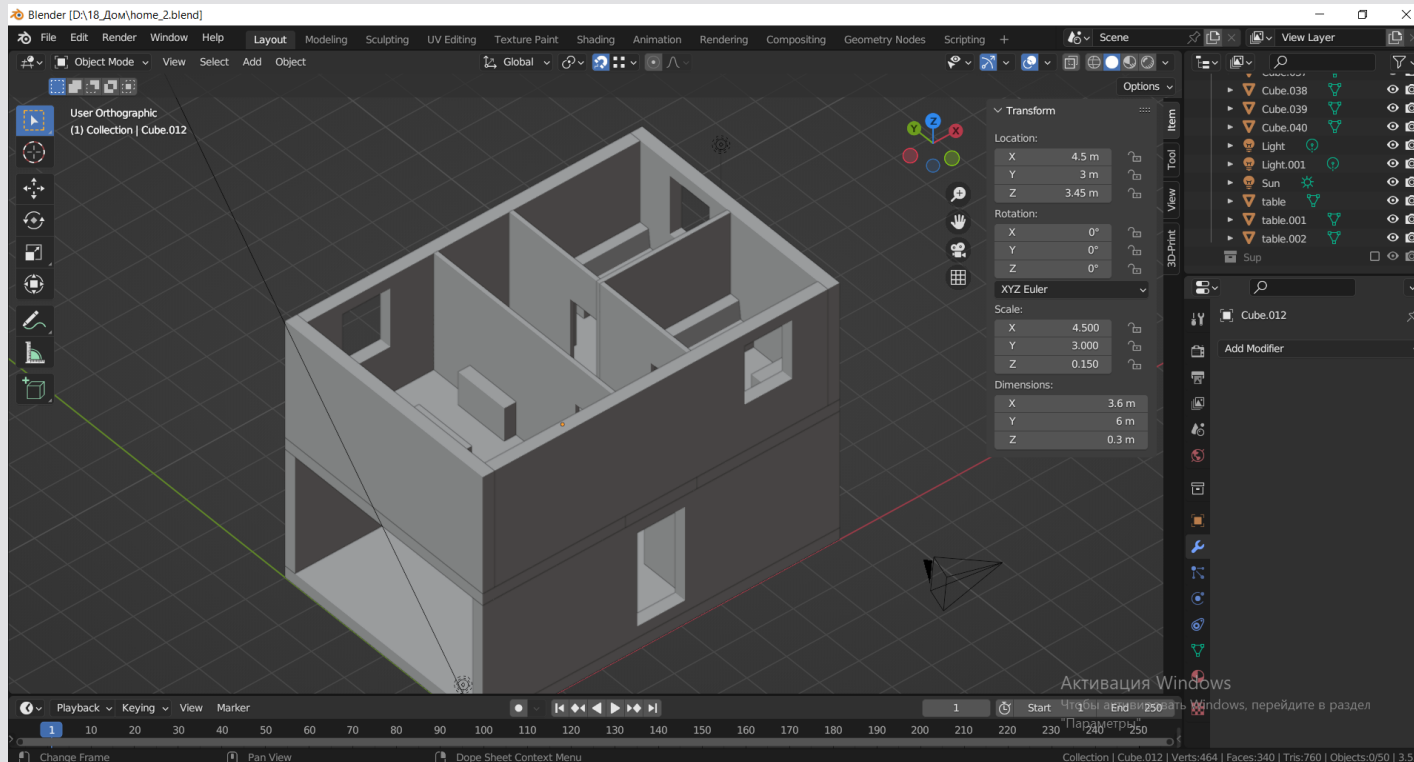 Blender [D:\18_Дом\home_2.blend]
File Edit Render Window Help Layout Modeling Sculpting UV Editing Texture Paint Shading Animation Rendering Compositing Geometry Nodes Scripting + Scene View Layer
Object Mode View Select Add Object Global
Options
User Orthographic
(1) Collection | Cube.012
Z
Y
X
Transform
Location:
X 4.5 m
Y 3 m
Z 3.45 m
Rotation:
X 0°
Y 0°
Z 0°
XYZ Euler
Scale:
X 4.500
Y 3.000
Z 0.150
Dimensions:
X 3.6 m
Y 6 m
Z 0.3 m
Item
Tool
View
3D-Print
Cube.038
Cube.039
Cube.040
Light
Light.001
Sun
table
table.001
table.002
Sup
Cube.012
Add Modifier
Активация Windows
Чтобы активировать Windows, перейдите в раздел
"Параметры".
Playback Keying View Marker 1 Start 1 End 250
1 10 20 30 40 50 60 70 80 90 100 110 120 130 140 150 160 170 180 190 200 210 220 230 240 250
Change Frame Pan View Dope Sheet Context Menu Collection | Cube.012 | Verts:464 | Faces:340 | Tris:760 | Objects:0/50 | 3.5